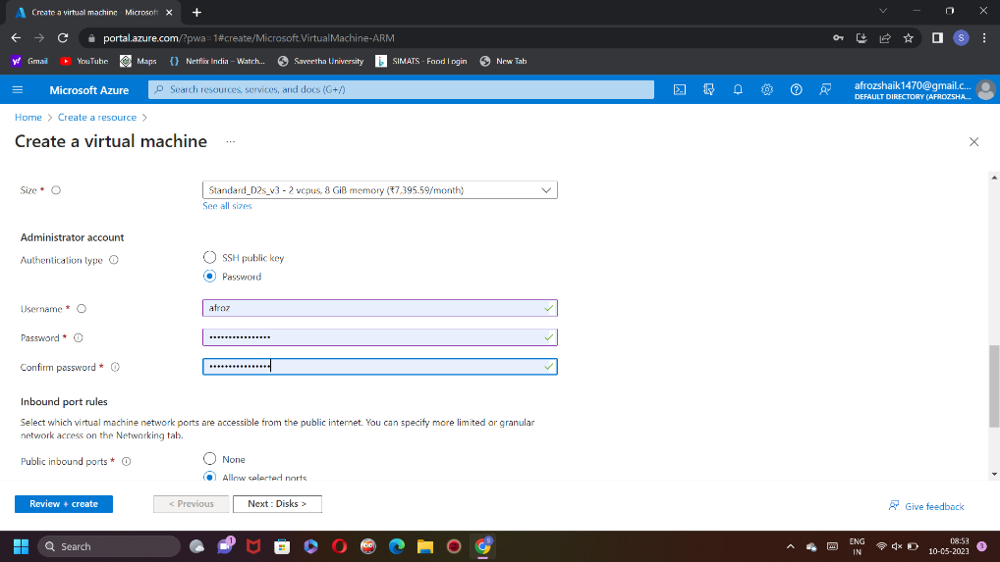 Create a virtual machine - Microsoft
portal.azure.com/?pwa=1#create/Microsoft.VirtualMachine-ARM
S
Gmail
YouTube
Maps
Netflix India – Watch...
Saveetha University
SIMATS - Food Login
New Tab
Microsoft Azure
Search resources, services, and docs (G+/)
afrozshaik1470@gmail.c...
DEFAULT DIRECTORY (AFROZSHA...
Home > Create a resource >
Create a virtual machine ...
Size *
Standard_D2s_v3 - 2 vcpus, 8 GiB memory (₹7,395.59/month)
See all sizes
Administrator account
Authentication type
SSH public key
Password
Username *
afroz
Password *
••••••••••••••••
Confirm password *
••••••••••••••••
Inbound port rules
Select which virtual machine network ports are accessible from the public internet. You can specify more limited or granular
network access on the Networking tab.
Public inbound ports *
None
Allow selected ports
Review + create
< Previous
Next : Disks >
Give feedback
Search
1
S
ENG
IN
08:53
10-05-2023
3